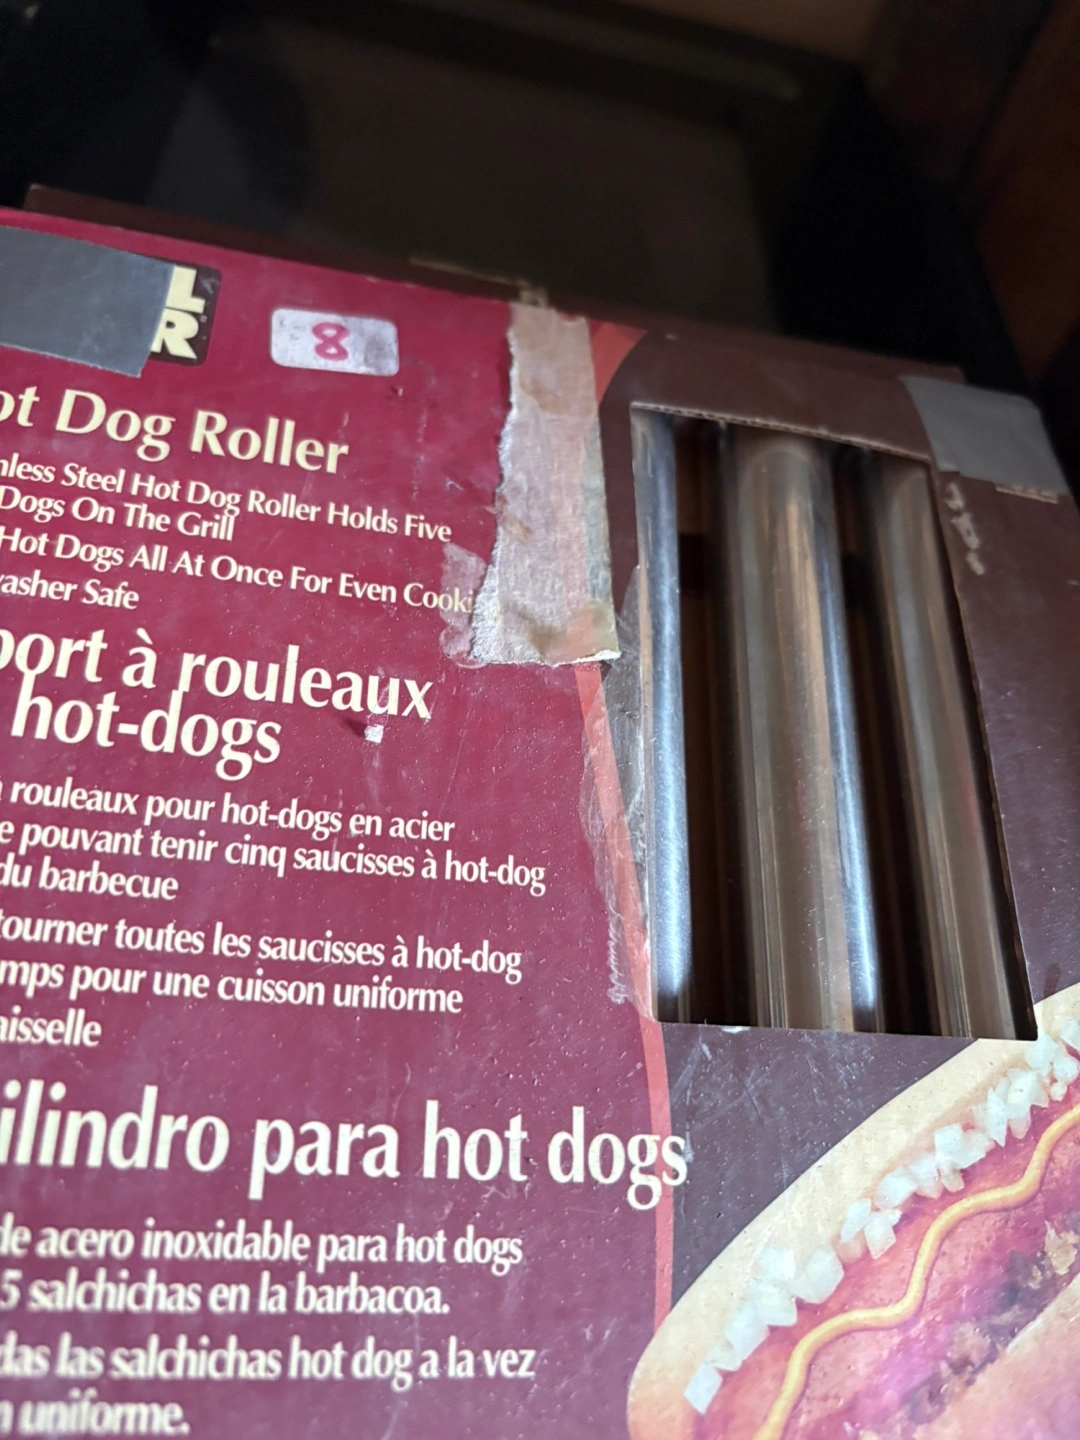 L
R
8
ot Dog Roller
nless Steel Hot Dog Roller Holds Five
Dogs On The Grill
Hot Dogs All At Once For Even Cooki
asher Safe
port à rouleaux
hot-dogs
à rouleaux pour hot-dogs en acier
e pouvant tenir cinq saucisses à hot-dog
du barbecue
tourner toutes les saucisses à hot-dog
mps pour une cuisson uniforme
aisselle
ilindro para hot dogs
de acero inoxidable para hot dogs
5 salchichas en la barbacoa.
das las salchichas hot dog a la vez
n uniforme.